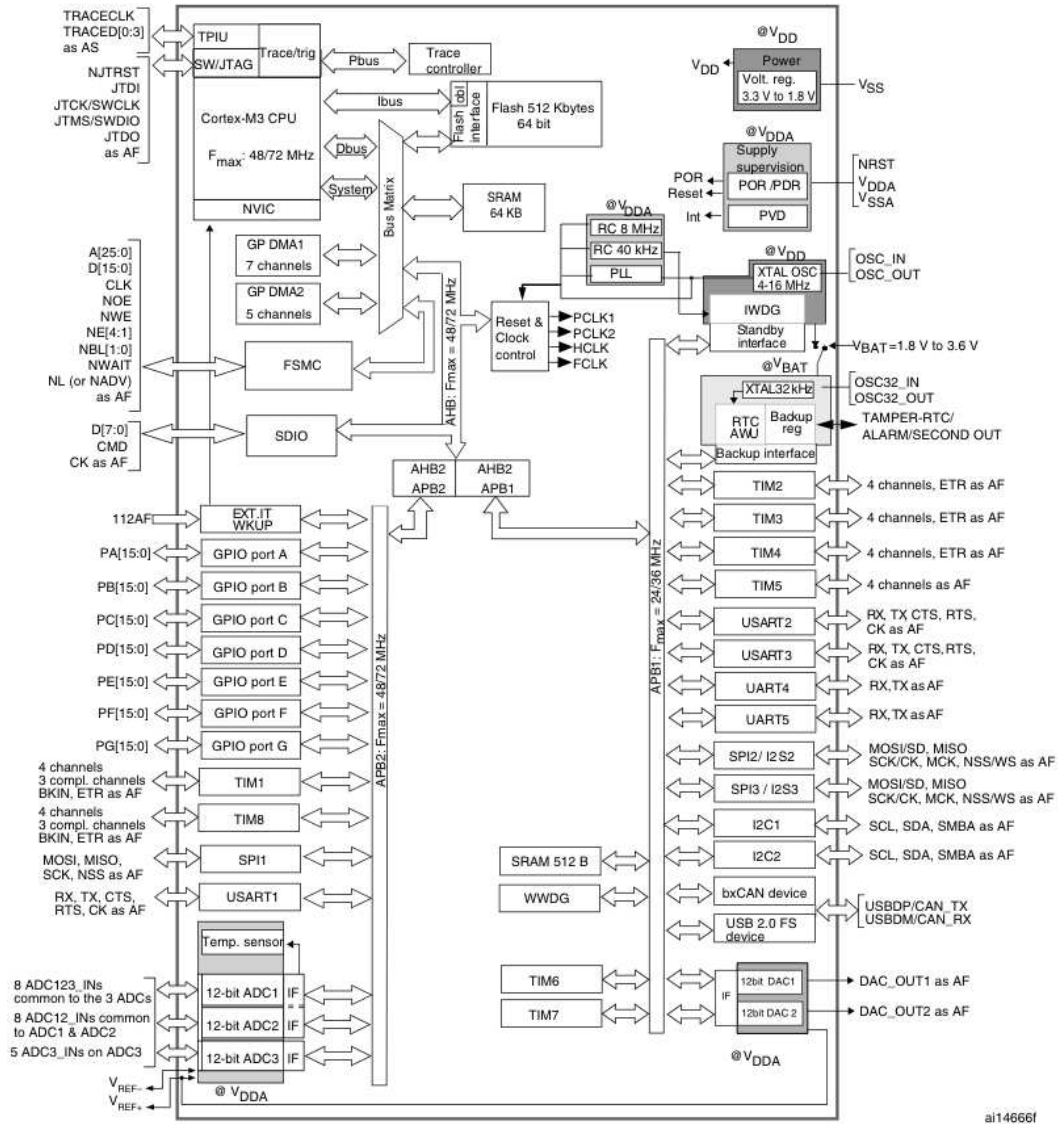 TRACECLK
TRACED[0:3]
as AS
NJTRST
JTDI
JTCK/SWCLK
JTMS/SWDIO
JTDO
as AF
TPIU
SW/JTAG
Trace/trig
Cortex-M3 CPU
Fmax: 48/72 MHz
NVIC
Pbus
Trace
controller
Ibus
Dbus
System
Flash obl
interface
Flash 512 Kbytes
64 bit
Bus Matrix
SRAM
64 KB
GP DMA1
7 channels
GP DMA2
5 channels
@VDDA
RC 8 MHz
RC 40 kHz
PLL
Reset &
Clock
control
PCLK1
PCLK2
HCLK
FCLK
@VDD
Power
Volt. reg.
3.3 V to 1.8 V
VDD
VSS
@VDDA
Supply
supervision
POR /PDR
PVD
POR
Reset
Int
NRST
VDDA
VSSA
@VDD
XTAL OSC
4-16 MHz
OSC_IN
OSC_OUT
IWDG
Standby
interface
VBAT=1.8 V to 3.6 V
@VBAT
XTAL32kHz
OSC32_IN
OSC32_OUT
RTC
AWU
Backup
reg
Backup interface
TAMPER-RTC/
ALARM/SECOND OUT
A[25:0]
D[15:0]
CLK
NOE
NWE
NE[4:1]
NBL[1:0]
NWAIT
NL (or NADV)
as AF
FSMC
D[7:0]
CMD
CK as AF
SDIO
AHB: Fmax = 48/72 MHz
AHB2
APB2
AHB2
APB1
112AF
EXT.IT
WKUP
PA[15:0]
GPIO port A
PB[15:0]
GPIO port B
PC[15:0]
GPIO port C
PD[15:0]
GPIO port D
PE[15:0]
GPIO port E
PF[15:0]
GPIO port F
PG[15:0]
GPIO port G
4 channels
3 compl. channels
BKIN, ETR as AF
TIM1
4 channels
3 compl. channels
BKIN, ETR as AF
TIM8
MOSI, MISO,
SCK, NSS as AF
SPI1
RX, TX, CTS,
RTS, CK as AF
USART1
Temp. sensor
8 ADC123_INs
common to the 3 ADCs
12-bit ADC1
IF
8 ADC12_INs common
to ADC1 & ADC2
12-bit ADC2
IF
5 ADC3_INs on ADC3
12-bit ADC3
IF
VREF–
VREF+
@ VDDA
APB2: Fmax = 48/72 MHz
APB1: Fmax = 24/36 MHz
TIM2
4 channels, ETR as AF
TIM3
4 channels, ETR as AF
TIM4
4 channels, ETR as AF
TIM5
4 channels as AF
USART2
RX, TX, CTS, RTS,
CK as AF
USART3
RX, TX, CTS, RTS,
CK as AF
UART4
RX,TX as AF
UART5
RX,TX as AF
SPI2/ I2S2
MOSI/SD, MISO
SCK/CK, MCK, NSS/WS as AF
SPI3 / I2S3
MOSI/SD, MISO
SCK/CK, MCK, NSS/WS as AF
I2C1
SCL, SDA, SMBA as AF
I2C2
SCL, SDA, SMBA as AF
SRAM 512 B
WWDG
bxCAN device
USB 2.0 FS
device
USBDP/CAN_TX
USBDM/CAN_RX
TIM6
TIM7
IF
12bit DAC1
DAC_OUT1 as AF
12bit DAC 2
DAC_OUT2 as AF
@VDDA
ai14666f